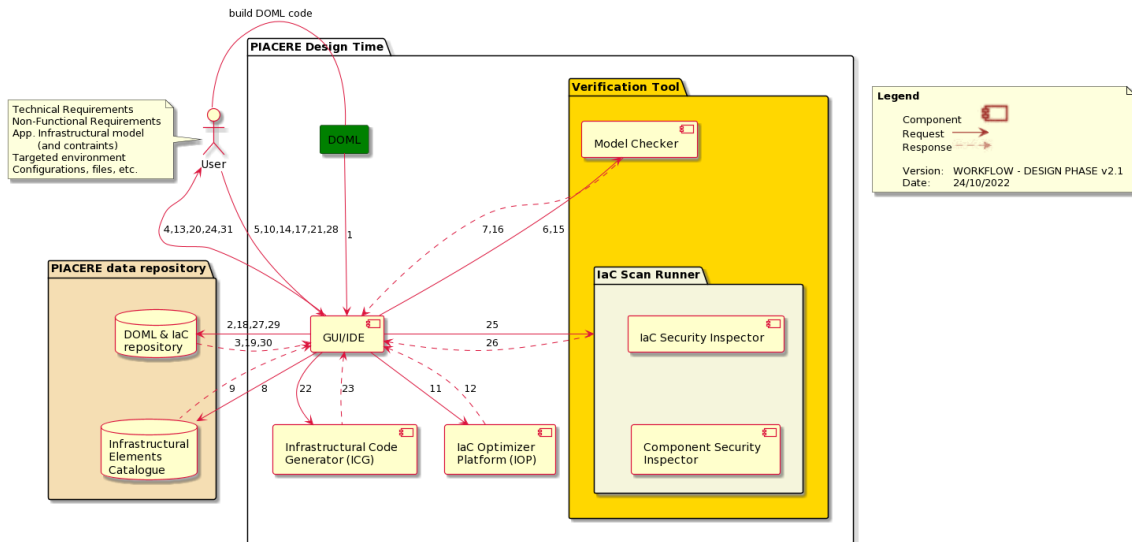 build DOML code
PIACERE Design Time
Technical Requirements
Non-Functional Requirements
App. Infrastructural model
(and contraints)
Targeted environment
Configurations, files, etc.
User
DOML
Verification Tool
Model Checker
Legend
Component
Request
Response
Version: WORKFLOW - DESIGN PHASE v2.1
Date: 24/10/2022
4,13,20,24,31
5,10,14,17,21,28
1
7,16
6,15
PIACERE data repository
IaC Scan Runner
DOML & IaC
repository
2,18,27,29
3,19,30
GUI/IDE
25
26
IaC Security Inspector
9
8
22
23
11
12
Infrastructural
Elements
Catalogue
Infrastructural Code
Generator (ICG)
IaC Optimizer
Platform (IOP)
Component Security
Inspector